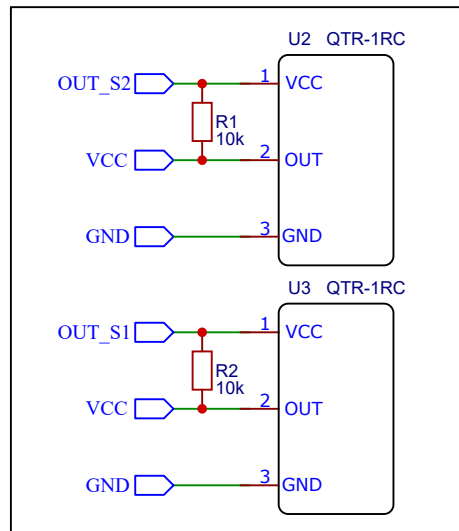 U2 QTR-1RC
OUT_S2 1 VCC
R1
10k
VCC 2 OUT
GND 3 GND
U3 QTR-1RC
OUT_S1 1 VCC
R2
10k
VCC 2 OUT
GND 3 GND